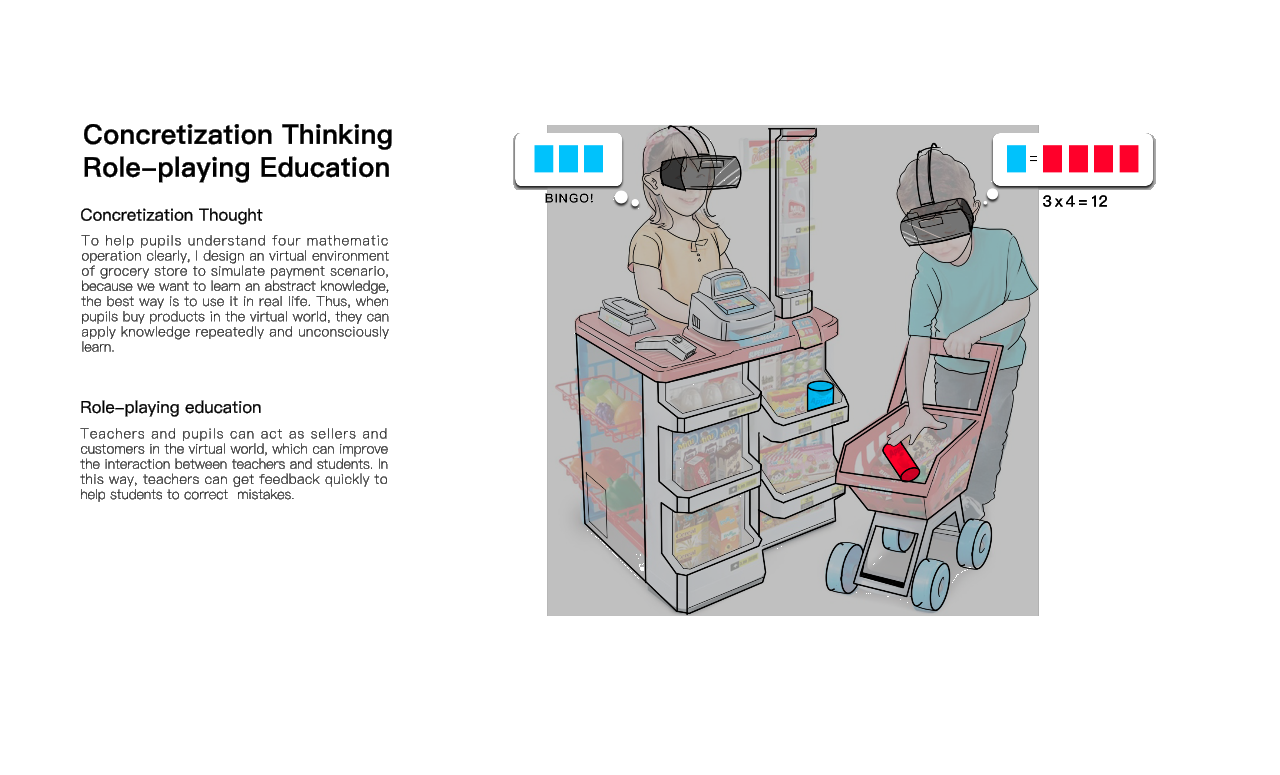 Concretization Thinking
Role-playing Education
Concretization Thought
To help pupils understand four mathematic
operation clearly, I design an virtual environment
of grocery store to simulate payment scenario,
because we want to learn an abstract knowledge,
the best way is to use it in real life. Thus, when
pupils buy products in the virtual world, they can
apply knowledge repeatedly and unconsciously
learn.
Role-playing education
Teachers and pupils can act as sellers and
customers in the virtual world, which can improve
the interaction between teachers and students. In
this way, teachers can get feedback quickly to
help students to correct mistakes.
BINGO!
=
3 x 4 = 12